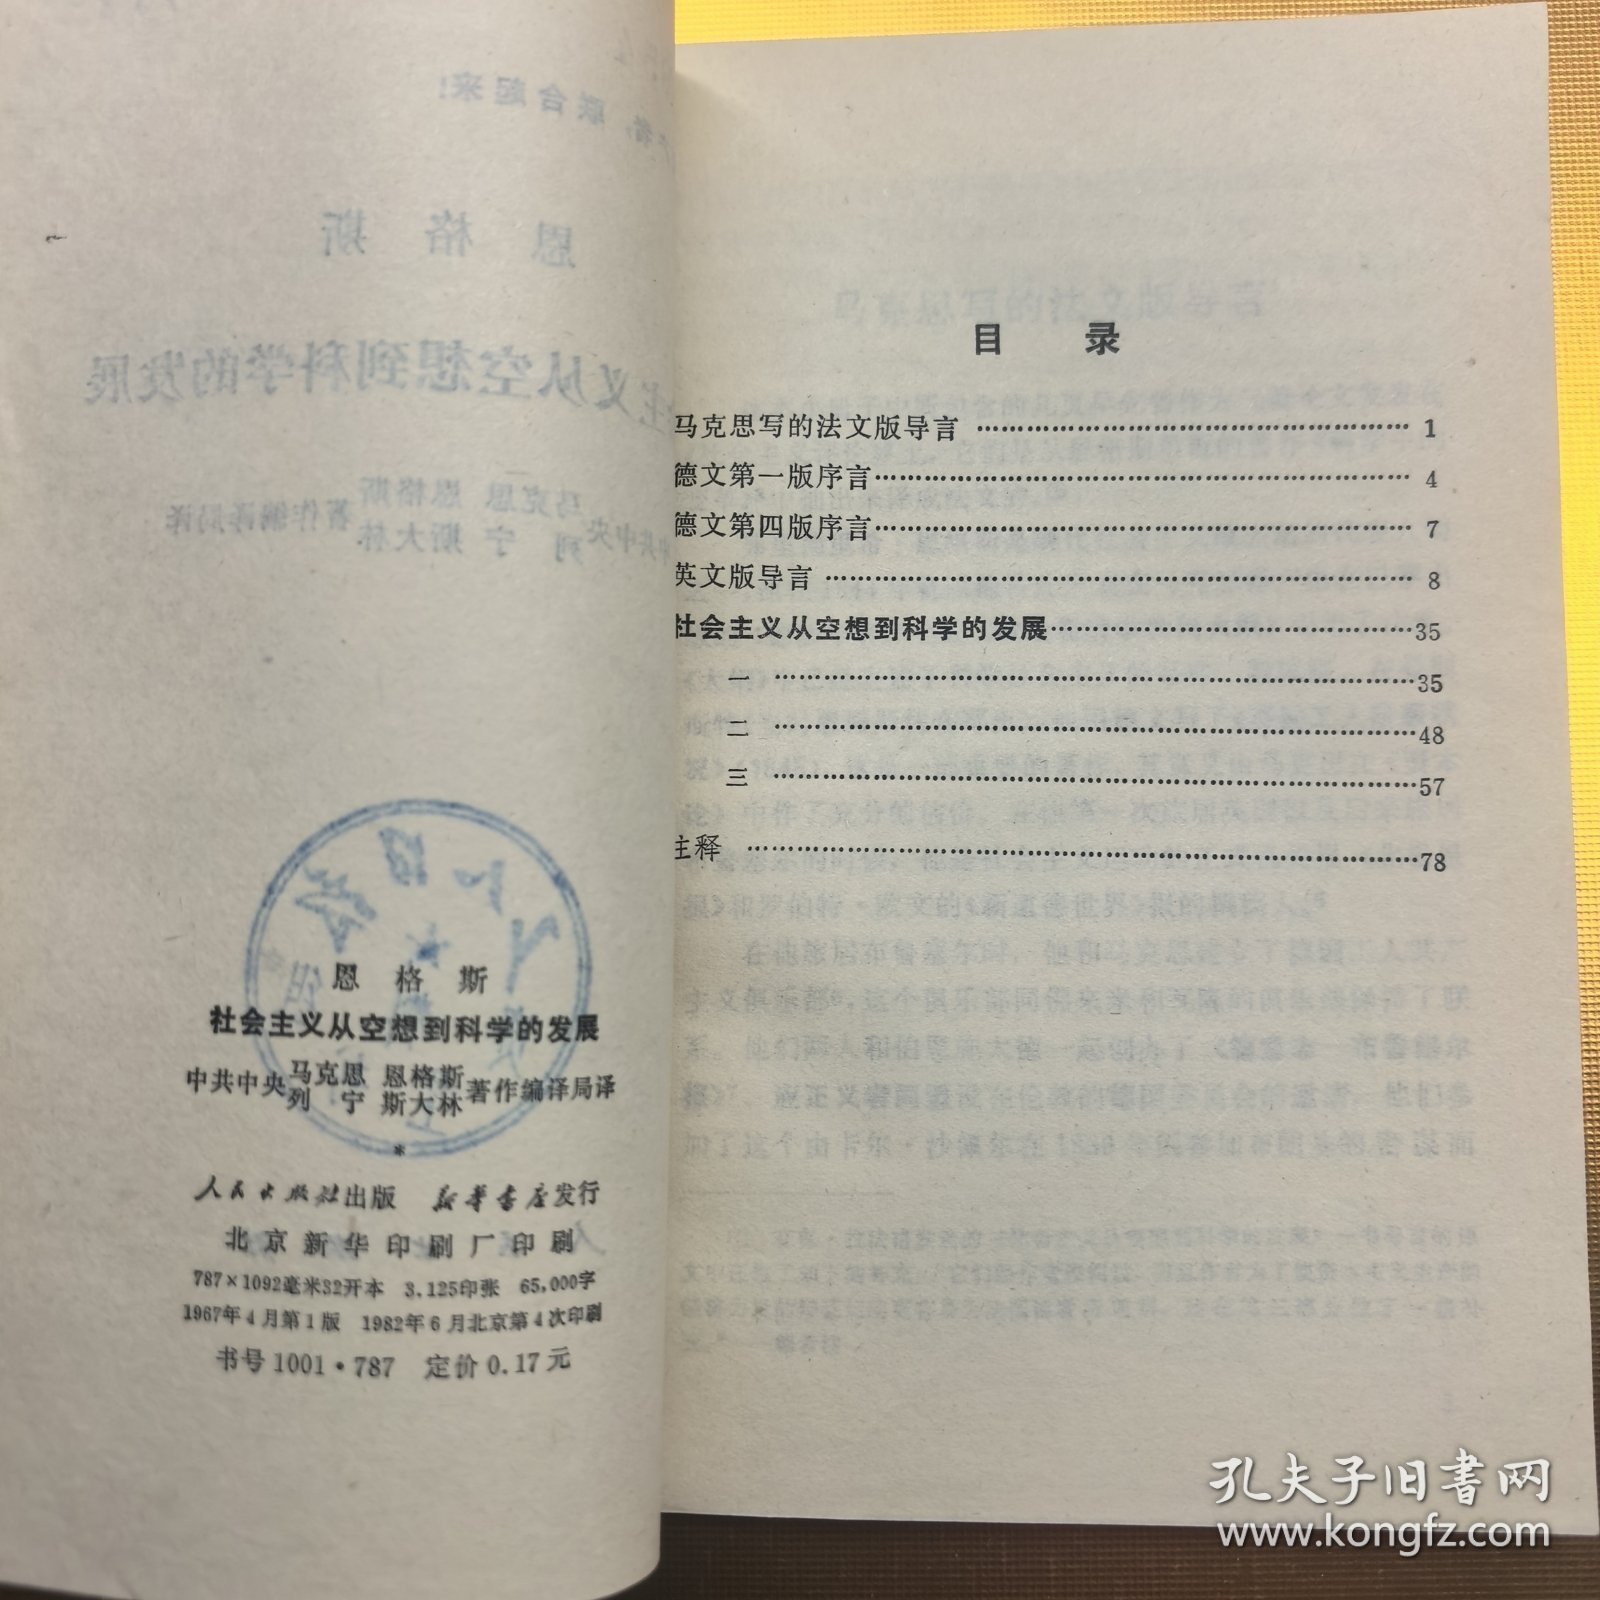 恩格斯
社会主义从空想到科学的发展
中共中央马克思 恩格斯 列宁 斯大林著作编译局译
*
人民出版社出版 新华书店发行
北京新华印刷厂印刷
787×1092毫米32开本 3.125印张 65,000字
1967年4月第1版 1982年6月北京第4次印刷
书号1001·787 定价0.17元
目 录
马克思写的法文版导言 …… 1
德文第一版序言 …… 4
德文第四版序言 …… 7
英文版导言 …… 8
社会主义从空想到科学的发展 …… 35
一 …… 35
二 …… 48
三 …… 57
注释 …… 78
孔夫子旧书网
www.kongfz.com